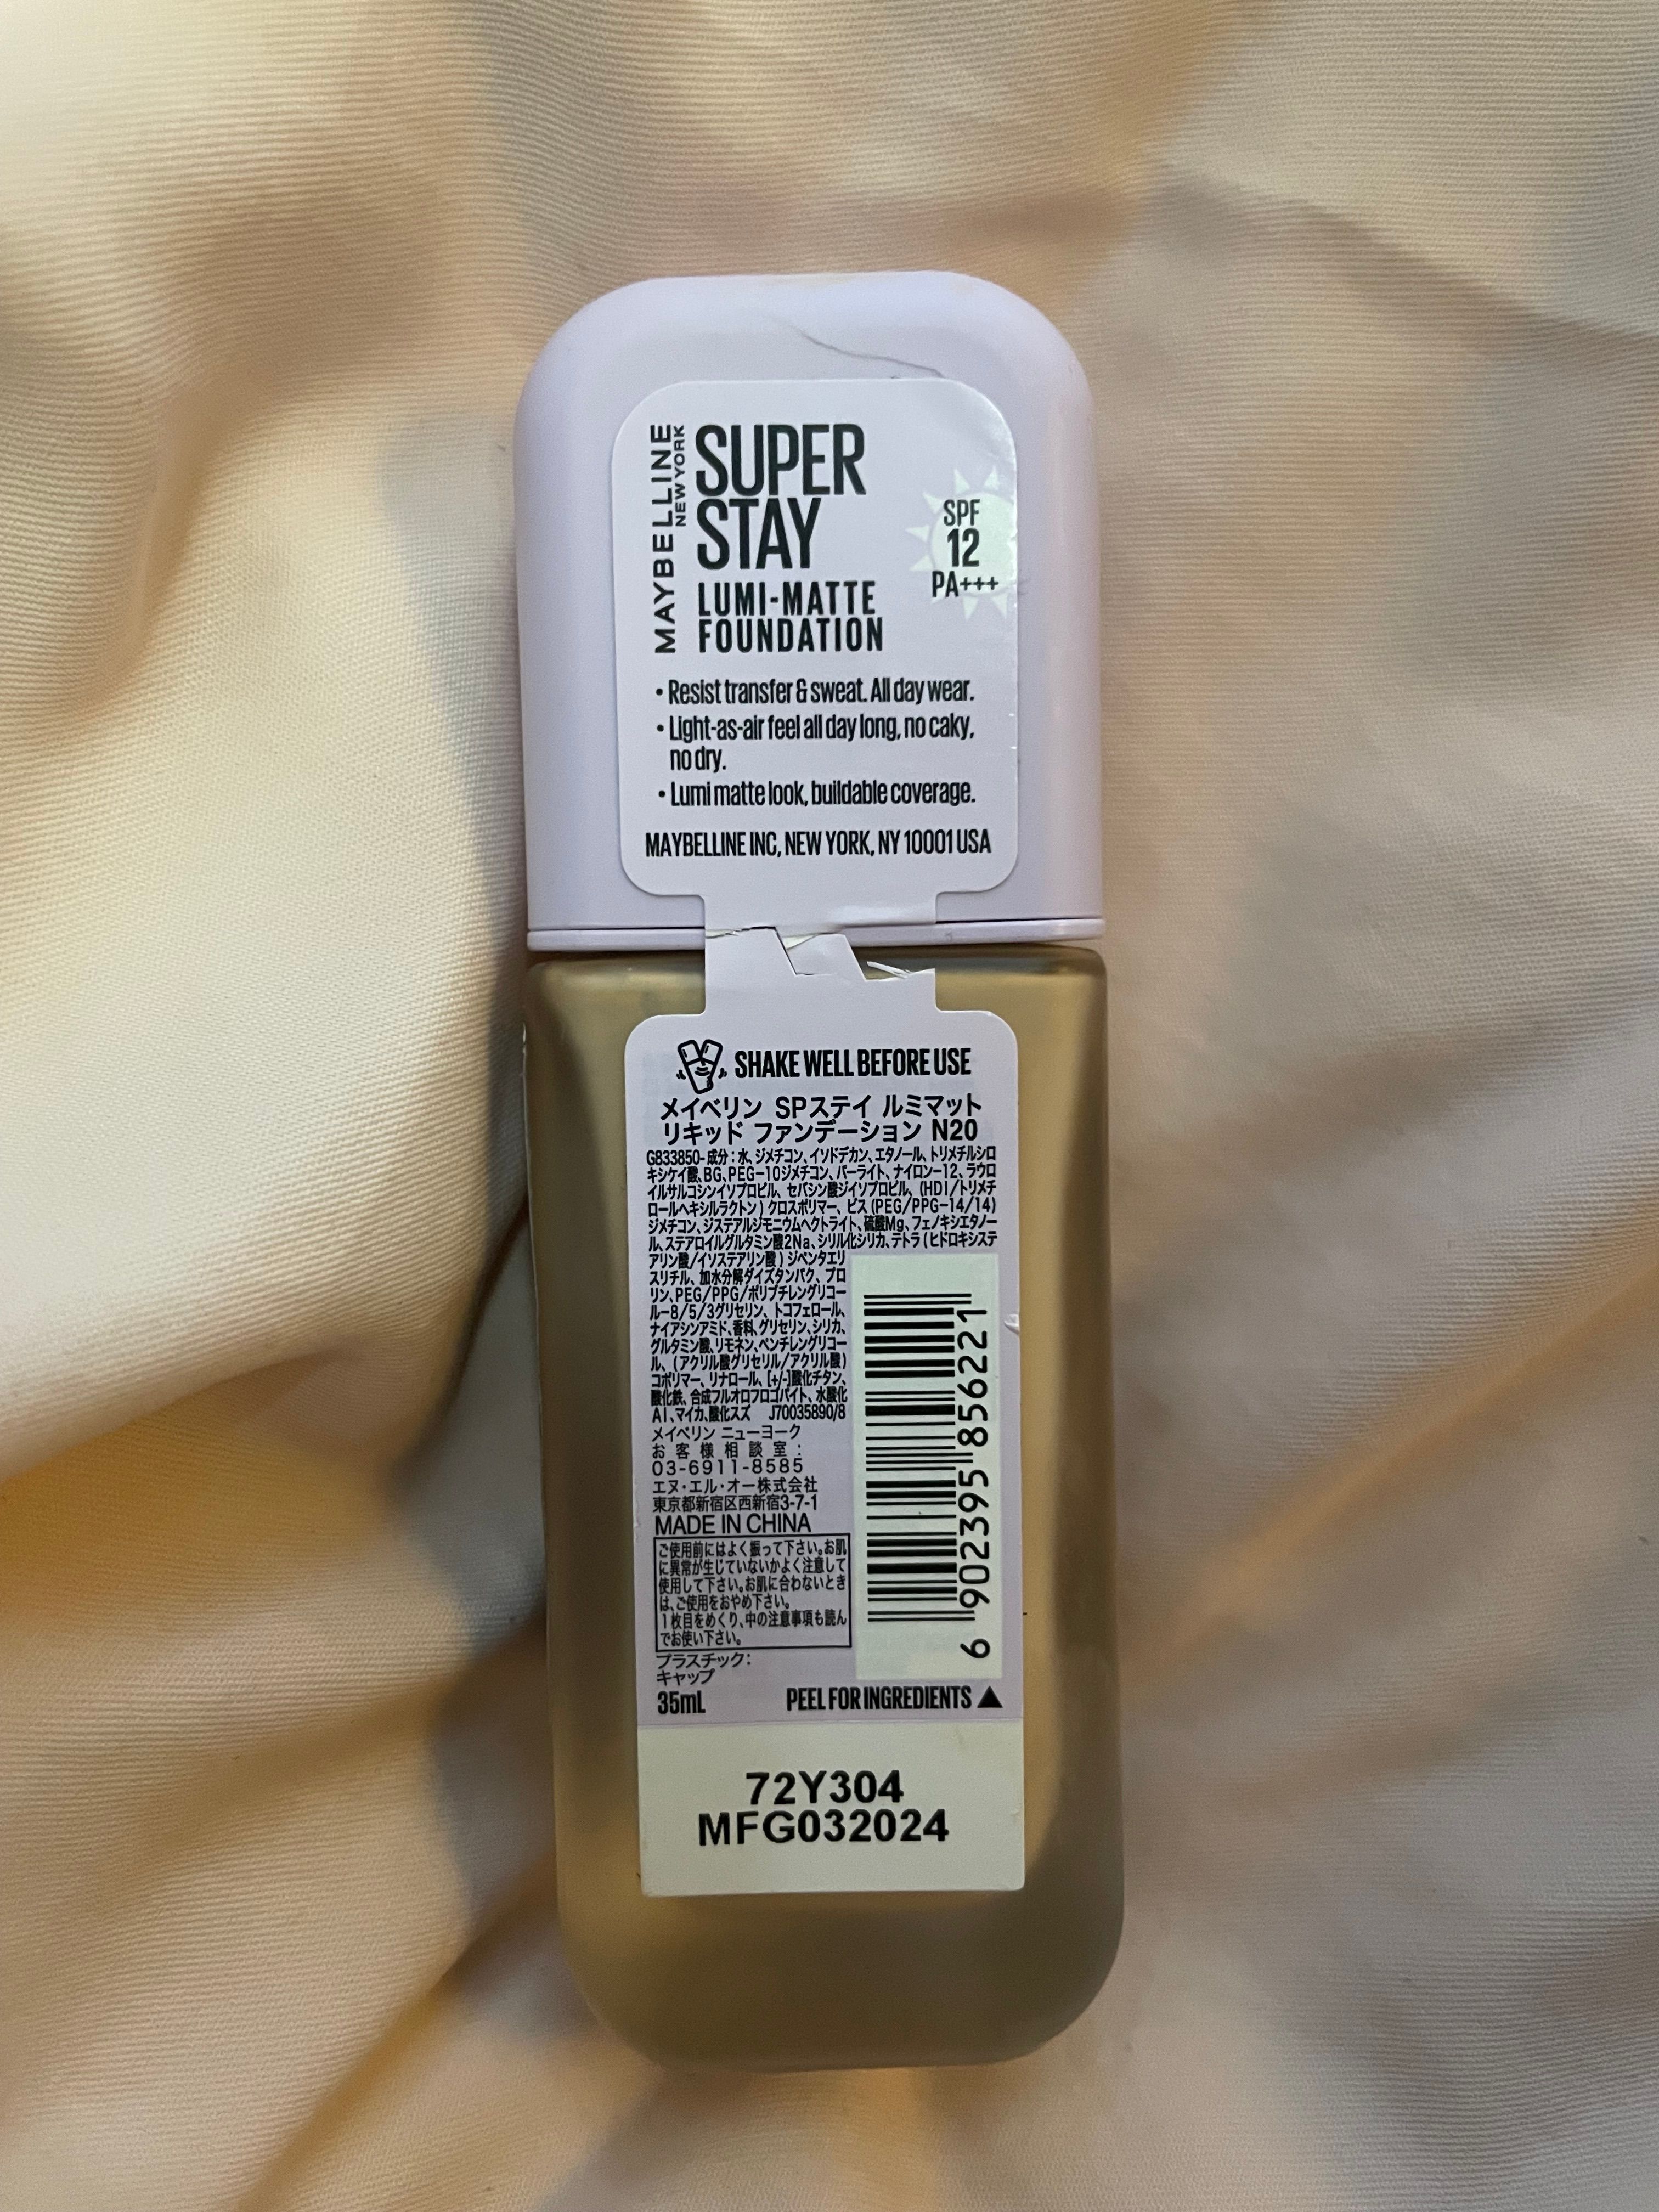 MAYBELLINE
NEW YORK
SUPER
STAY
LUMI-MATTE
FOUNDATION
SPF
12
PA+++
• Resist transfer & sweat. All day wear.
• Light-as-air feel all day long, no caky,
no dry.
• Lumi matte look, buildable coverage.
MAYBELLINE INC, NEW YORK, NY 10001 USA
SHAKE WELL BEFORE USE
メイベリン SPステイ ルミマット
リキッド ファンデーション N20
G833850-成分:水、ジメチコン、イソドデカン、エタノール、トリメチルシロ
キシケイ酸、BG、PEG-10ジメチコン、パーライト、ナイロン-12、ラウロ
イルサルコシンイソプロピル、セバシン酸ジイソプロピル、(HDI/トリメチ
ロールヘキシルラクトン)クロスポリマー、ビス(PEG/PPG-14/14)
ジメチコン、ジステアルジモニウムヘクトライト、硫酸Mg、フェノキシエタノー
ル、ステアロイルグルタミン酸2Na、シリル化シリカ、テトラ(ヒドロキシステ
アリン酸/イソステアリン酸)ジペンタエリ
スリチル、加水分解ダイズタンパク、プロ
リン、PEG/PPG/ポリブチレングリコー
ル-8/5/3グリセリン、トコフェロール、
ナイアシンアミド、香料、グリセリン、シリカ、
グルタミン酸、リモネン、ペンチレングリコー
ル、(アクリル酸グリセリル/アクリル酸)
コポリマー、リナロール、[+/-]酸化チタン、
酸化鉄、合成フルオロフロゴパイト、水酸化
Al、マイカ、酸化スズ J70035890/8
メイベリン ニューヨーク
お客様相談室:
03-6911-8585
エヌ・エル・オー株式会社
東京都新宿区西新宿3-7-1
MADE IN CHINA
ご使用前にはよく振って下さい。お肌
に異常が生じていないかよく注意して
使用して下さい。お肌に合わないとき
は、ご使用をおやめ下さい。
1枚目をめくり、中の注意事項も読ん
でお使い下さい。
プラスチック:
キャップ
35mL
PEEL FOR INGREDIENTS ▲
6 902395 856221
72Y304
MFG032024